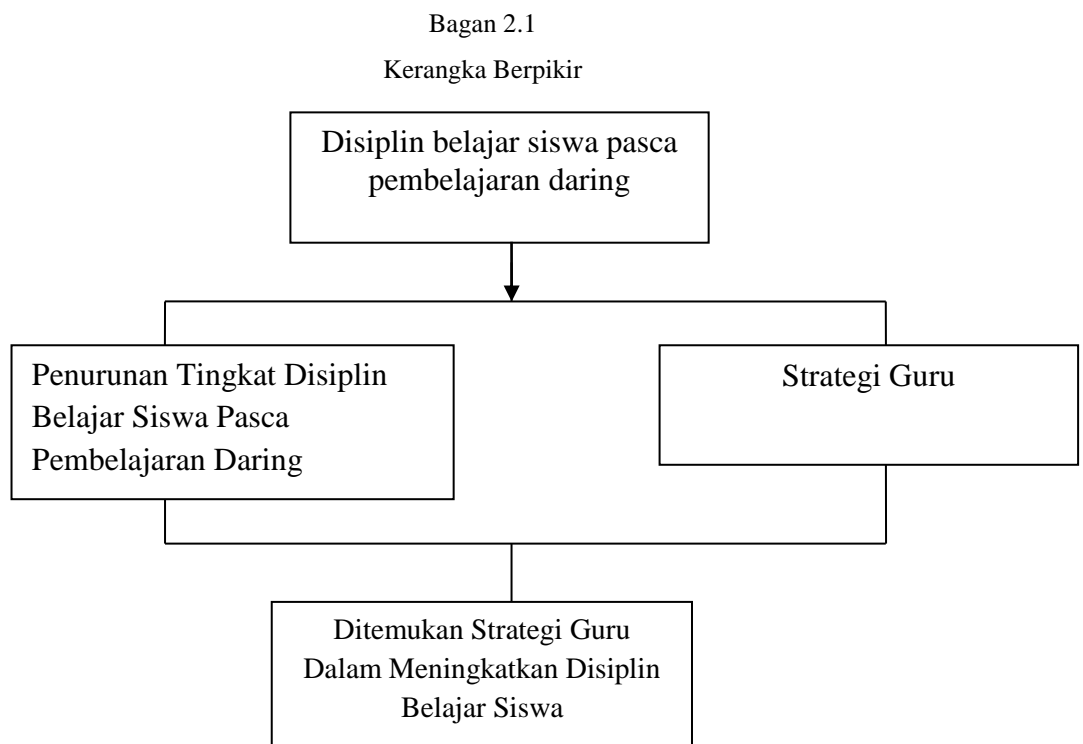 Bagan 2.1
Kerangka Berpikir
Disiplin belajar siswa pasca
pembelajaran daring
Penurunan Tingkat Disiplin
Belajar Siswa Pasca
Pembelajaran Daring
Strategi Guru
Ditemukan Strategi Guru
Dalam Meningkatkan Disiplin
Belajar Siswa